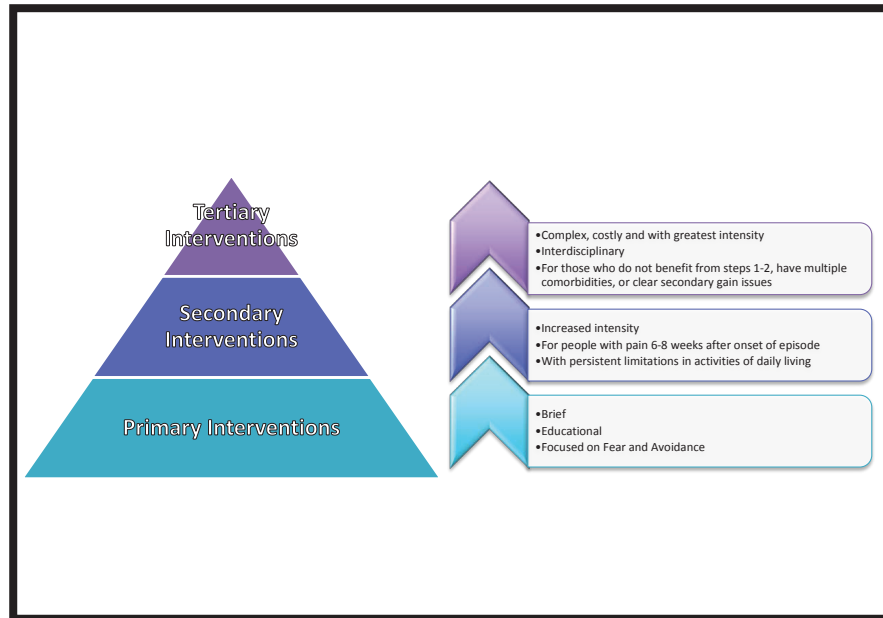 Tertiary
Interventions
•Complex, costly and with greatest intensity
•Interdisciplinary
•For those who do not benefit from steps 1-2, have multiple
comorbidities, or clear secondary gain issues
Secondary
Interventions
•Increased intensity
•For people with pain 6-8 weeks after onset of episode
•With persistent limitations in activities of daily living
Primary Interventions
•Brief
•Educational
•Focused on Fear and Avoidance